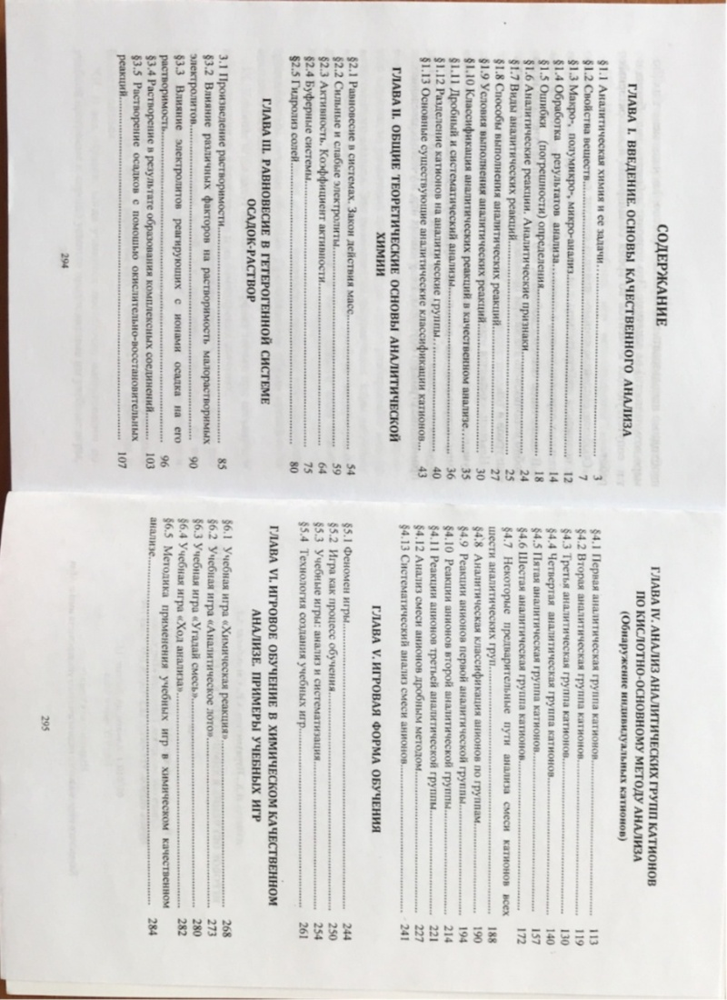 СОДЕРЖАНИЕ
ГЛАВА I. ВВЕДЕНИЕ. ОСНОВЫ КАЧЕСТВЕННОГО АНАЛИЗА
§1.1 Аналитическая химия и ее задачи..................... 3
§1.2 Свойства веществ..................... 7
§1.3 Макро-, полумикро-, микро-анализ..................... 12
§1.4 Обработка результатов анализа..................... 14
§1.5 Ошибки (погрешности) определения..................... 18
§1.6 Аналитические реакции. Аналитические признаки..................... 24
§1.7 Виды аналитических реакций..................... 25
§1.8 Способы выполнения аналитических реакций..................... 27
§1.9 Условия выполнения аналитических реакций..................... 30
§1.10 Классификация аналитических реакций в качественном анализе....... 35
§1.11 Дробный и систематический анализы..................... 36
§1.12 Разделение катионов на аналитические группы..................... 40
§1.13 Основные существующие аналитические классификации катионов... 43
ГЛАВА II. ОБЩИЕ ТЕОРЕТИЧЕСКИЕ ОСНОВЫ АНАЛИТИЧЕСКОЙ
ХИМИИ
§2.1 Равновесие в системах. Закон действия масс..................... 54
§2.2 Сильные и слабые электролиты..................... 59
§2.3 Активность. Коэффициент активности..................... 64
§2.4 Буферные системы..................... 75
§2.5 Гидролиз солей..................... 80
ГЛАВА III. РАВНОВЕСИЕ В ГЕТЕРОГЕННОЙ СИСТЕМЕ
ОСАДОК-РАСТВОР
3.1 Произведение растворимости..................... 85
§3.2 Влияние различных факторов на растворимость малорастворимых
электролитов..................... 90
§3.3 Влияние электролитов реагирующих с ионами осадка на его
растворимость..................... 96
§3.4 Растворение в результате образования комплексных соединений....... 103
§3.5 Растворение осадков с помощью окислительно-восстановительных
реакций..................... 107
294
ГЛАВА IV. АНАЛИЗ АНАЛИТИЧЕСКИХ ГРУПП КАТИОНОВ
ПО КИСЛОТНО-ОСНОВНОМУ МЕТОДУ АНАЛИЗА
(Обнаружение индивидуальных катионов)
§4.1 Первая аналитическая группа катионов..................... 113
§4.2 Вторая аналитическая группа катионов..................... 119
§4.3 Третья аналитическая группа катионов..................... 130
§4.4 Четвертая аналитическая группа катионов..................... 140
§4.5 Пятая аналитическая группа катионов..................... 157
§4.6 Шестая аналитическая группа катионов..................... 172
§4.7 Некоторые предварительные пути анализа смеси катионов всех
шести аналитических груп..................... 188
§4.8 Аналитическая классификация анионов по группам..................... 190
§4.9 Реакции анионов первой аналитической группы..................... 194
§4.10 Реакции анионов второй аналитической группы..................... 214
§4.11 Реакции анионов третьей аналитической группы..................... 221
§4.12 Анализ смеси анионов дробным методом..................... 227
§4.13 Систематический анализ смеси анионов..................... 241
ГЛАВА V. ИГРОВАЯ ФОРМА ОБУЧЕНИЯ
§5.1 Феномен игры..................... 244
§5.2 Игра как процесс обучения..................... 250
§5.3 Учебные игры: анализ и систематизация..................... 254
§5.4 Технология создания учебных игр..................... 261
ГЛАВА VI. ИГРОВОЕ ОБУЧЕНИЕ В ХИМИЧЕСКОМ КАЧЕСТВЕННОМ
АНАЛИЗЕ. ПРИМЕРЫ УЧЕБНЫХ ИГР
§6.1 Учебная игра «Химическая реакция»..................... 268
§6.2 Учебная игра «Аналитическое лото»..................... 273
§6.3 Учебная игра «Угадай смесь»..................... 280
§6.4 Учебная игра «Ход анализа»..................... 282
§6.5 Методика применения учебных игр в химическом качественном
анализе..................... 284
295